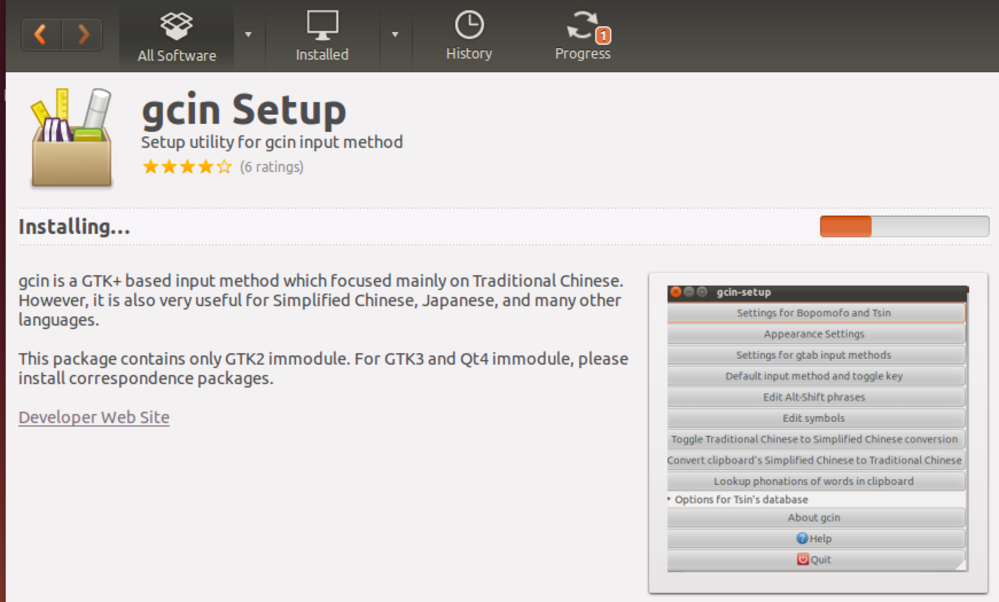 All Software
Installed
History
1
Progress
gcin Setup
Setup utility for gcin input method
(6 ratings)
Installing...
gcin is a GTK+ based input method which focused mainly on Traditional Chinese.
However, it is also very useful for Simplified Chinese, Japanese, and many other
languages.
This package contains only GTK2 immodule. For GTK3 and Qt4 immodule, please
install correspondence packages.
Developer Web Site
gcin-setup
Settings for Bopomofo and Tsin
Appearance Settings
Settings for gtab input methods
Default input method and toggle key
Edit Alt-Shift phrases
Edit symbols
Toggle Traditional Chinese to Simplified Chinese conversion
Convert clipboard's Simplified Chinese to Traditional Chinese
Lookup phonations of words in clipboard
Options for Tsin's database
About gcin
Help
Quit